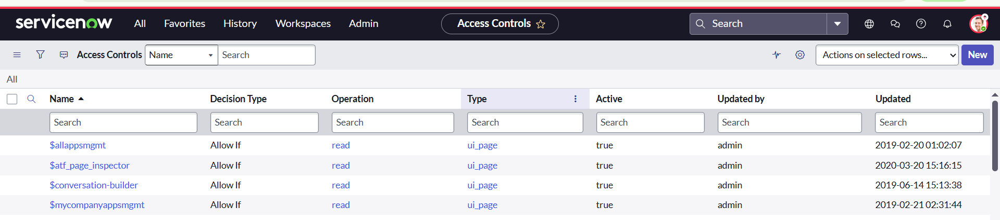 servicenow All Favorites History Workspaces Admin Access Controls Search
Access Controls Name Search Actions on selected rows... New
All
Name Decision Type Operation Type Active Updated by Updated
Search Search Search Search Search Search Search
$allappsmgmt Allow If read ui_page true admin 2019-02-20 01:02:07
$atf_page_inspector Allow If read ui_page true admin 2020-03-20 15:16:15
$conversation-builder Allow If read ui_page true admin 2019-06-14 15:13:38
$mycompanyappsmgmt Allow If read ui_page true admin 2019-02-21 02:31:44